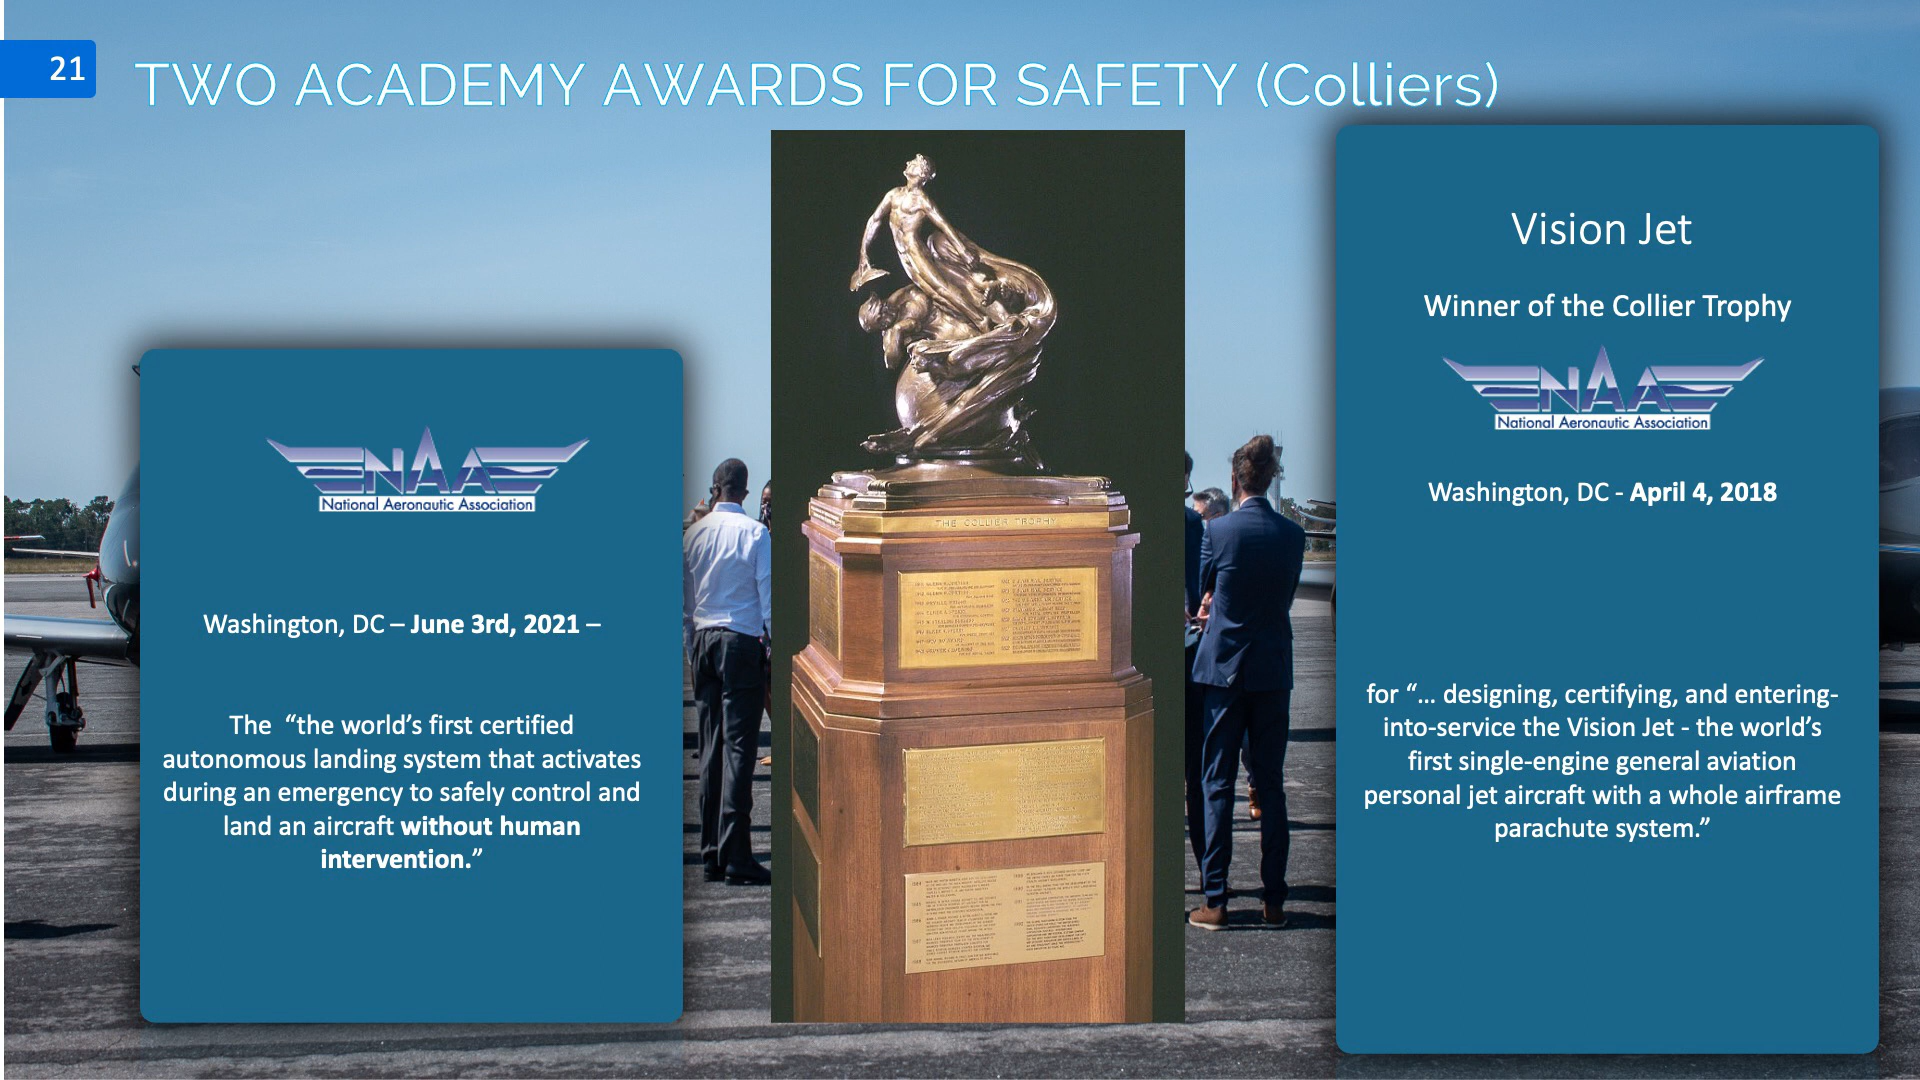 21
TWO ACADEMY AWARDS FOR SAFETY (Colliers)
NAA
National Aeronautic Association
Washington, DC – June 3rd, 2021 –
The “the world’s first certified
autonomous landing system that activates
during an emergency to safely control and
land an aircraft without human
intervention.”
THE COLLIER TROPHY
Vision Jet
Winner of the Collier Trophy
NAA
National Aeronautic Association
Washington, DC - April 4, 2018
for “... designing, certifying, and entering-
into-service the Vision Jet - the world’s
first single-engine general aviation
personal jet aircraft with a whole airframe
parachute system.”